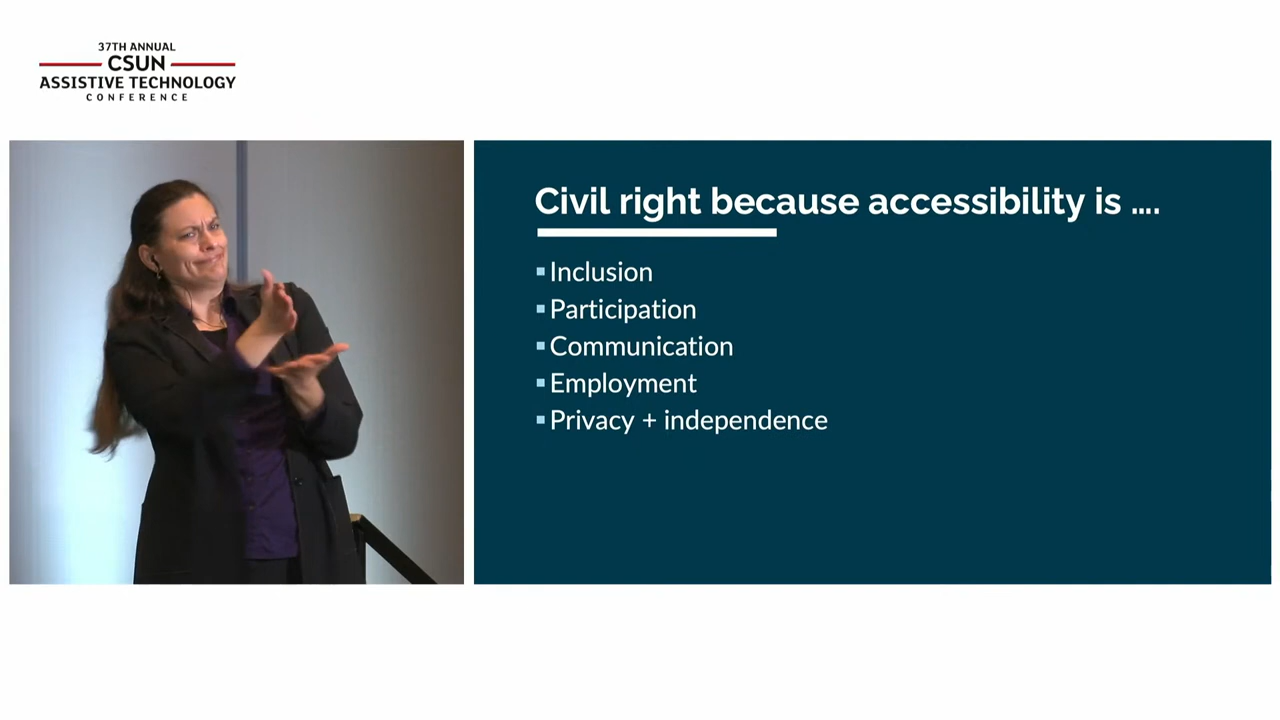 37TH ANNUAL
CSUN
ASSISTIVE TECHNOLOGY
CONFERENCE
Civil right because accessibility is ....
Inclusion
Participation
Communication
Employment
Privacy + independence